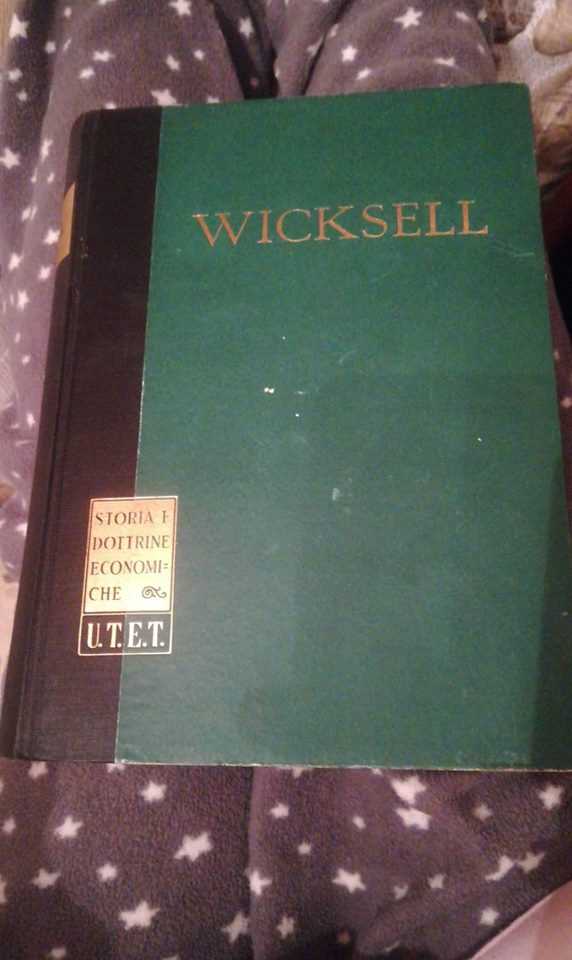 WICKSELL
STORIA E
DOTTRINE
ECONOMI=
CHE
U.T.E.T.